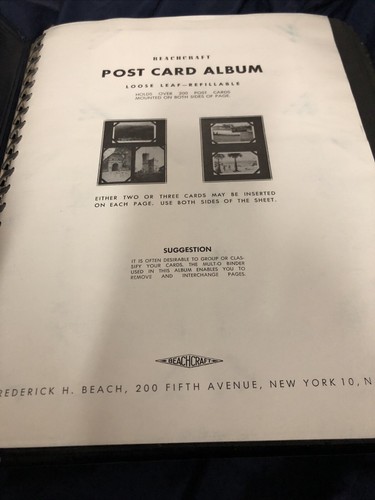 BEACHCRAFT
POST CARD ALBUM
LOOSE LEAF—REFILLABLE
HOLDS OVER 200 POST CARDS
MOUNTED ON BOTH SIDES OF PAGE.
EITHER TWO OR THREE CARDS MAY BE INSERTED
ON EACH PAGE. USE BOTH SIDES OF THE SHEET.
SUGGESTION
IT IS OFTEN DESIRABLE TO GROUP OR CLAS-
SIFY YOUR CARDS. THE MULT-O BINDER
USED IN THIS ALBUM ENABLES YOU TO
REMOVE AND INTERCHANGE PAGES.
BEACHCRAFT
REDERICK H. BEACH, 200 FIFTH AVENUE, NEW YORK 10, N